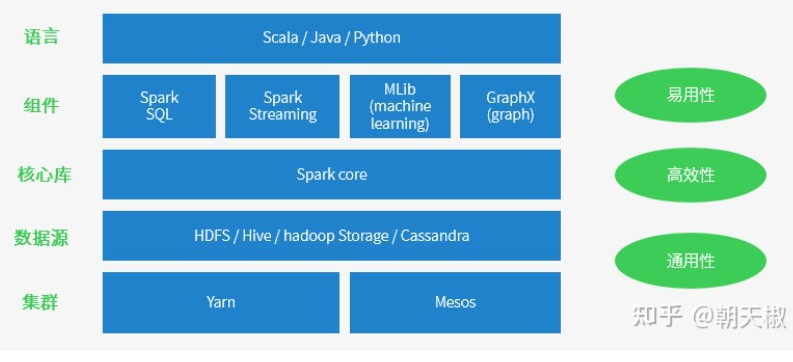 语言
Scala / Java / Python
组件
Spark
SQL
Spark
Streaming
MLib
(machine
learning)
GraphX
(graph)
易用性
核心库
Spark core
高效性
数据源
HDFS / Hive / hadoop Storage / Cassandra
通用性
集群
Yarn
Mesos
知乎 @朝天椒